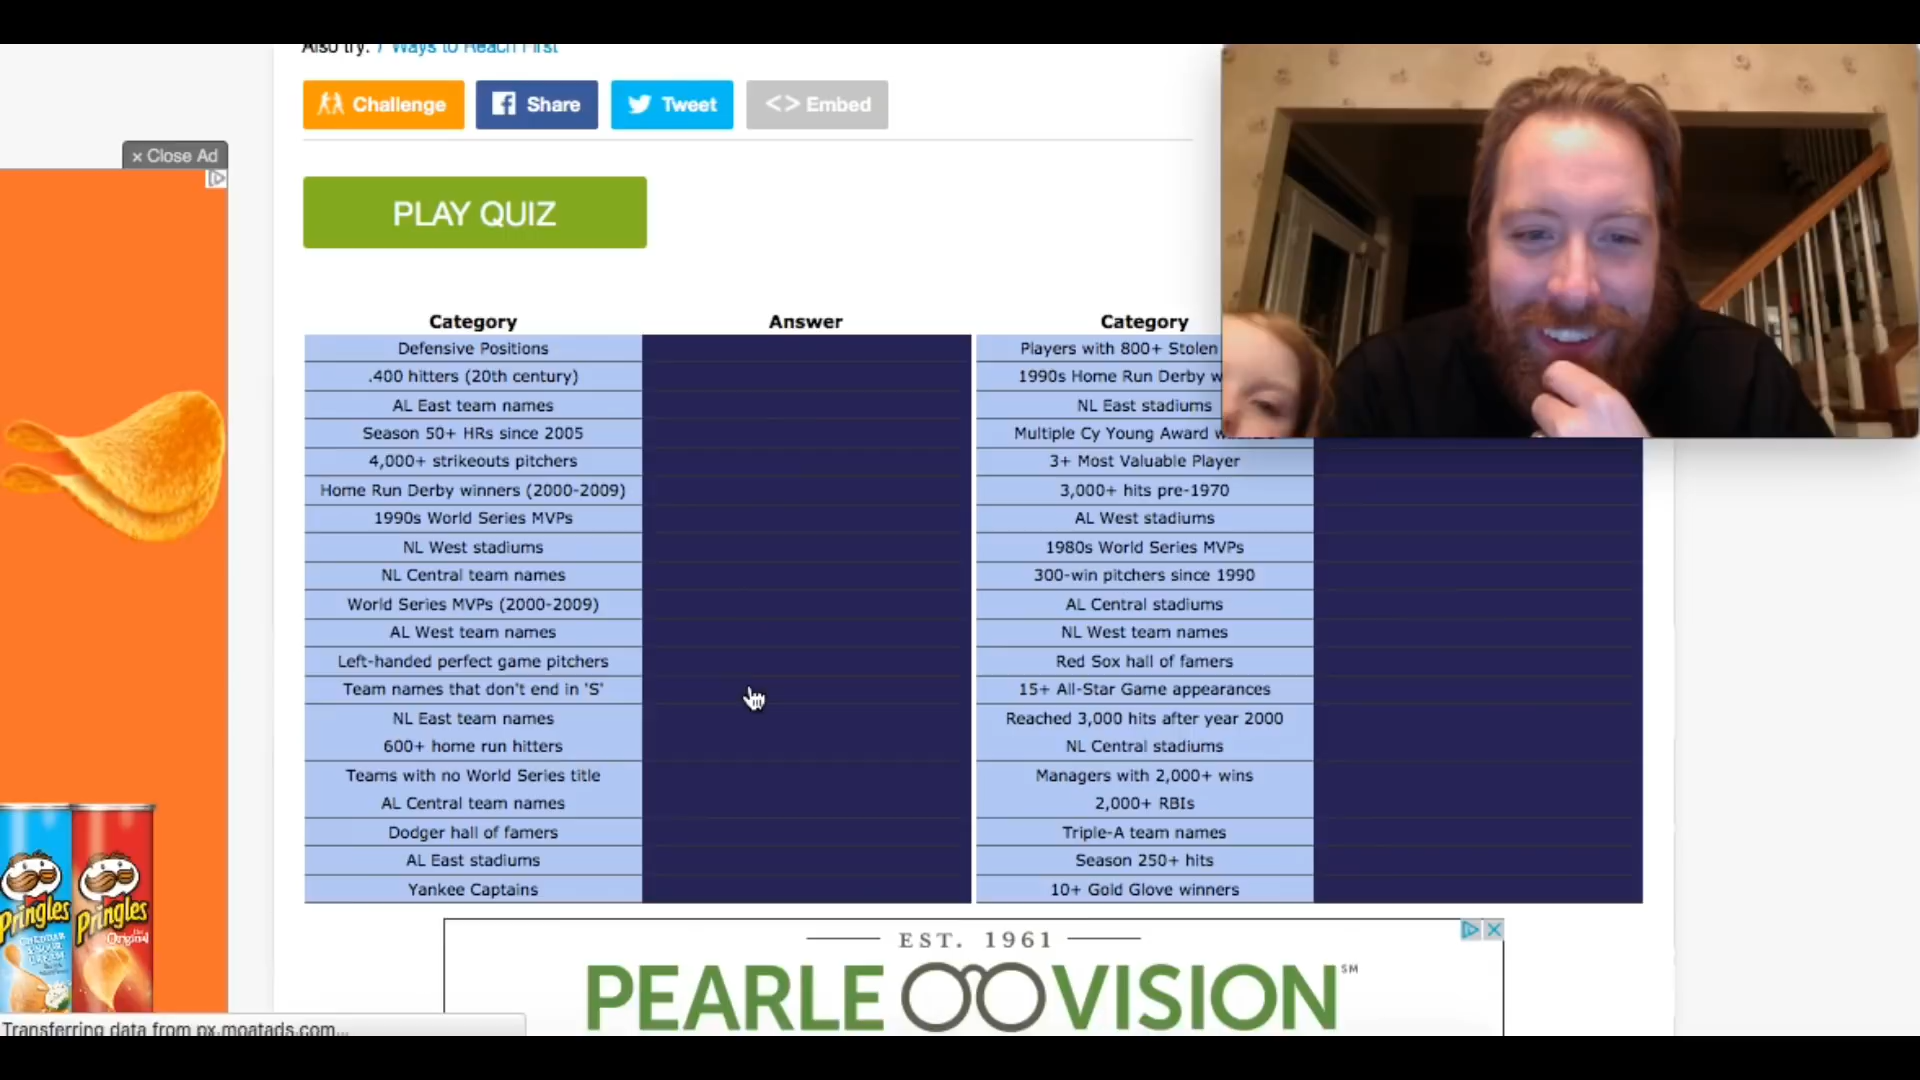 Also try: 7 Ways to Reach First
Challenge
Share
Tweet
<> Embed
× Close Ad
PLAY QUIZ
Category
Answer
Category
Defensive Positions
Players with 800+ Stolen
.400 hitters (20th century)
1990s Home Run Derby w
AL East team names
NL East stadiums
Season 50+ HRs since 2005
Multiple Cy Young Award
4,000+ strikeouts pitchers
3+ Most Valuable Player
Home Run Derby winners (2000-2009)
3,000+ hits pre-1970
1990s World Series MVPs
AL West stadiums
NL West stadiums
1980s World Series MVPs
NL Central team names
300-win pitchers since 1990
World Series MVPs (2000-2009)
AL Central stadiums
AL West team names
NL West team names
Left-handed perfect game pitchers
Red Sox hall of famers
Team names that don't end in 'S'
15+ All-Star Game appearances
NL East team names
Reached 3,000 hits after year 2000
600+ home run hitters
NL Central stadiums
Teams with no World Series title
Managers with 2,000+ wins
AL Central team names
2,000+ RBIs
Dodger hall of famers
Triple-A team names
AL East stadiums
Season 250+ hits
Yankee Captains
10+ Gold Glove winners
Pringles
Pringles
Original
EST. 1961
PEARLE VISION SM
Transferring data from px.moatads.com...